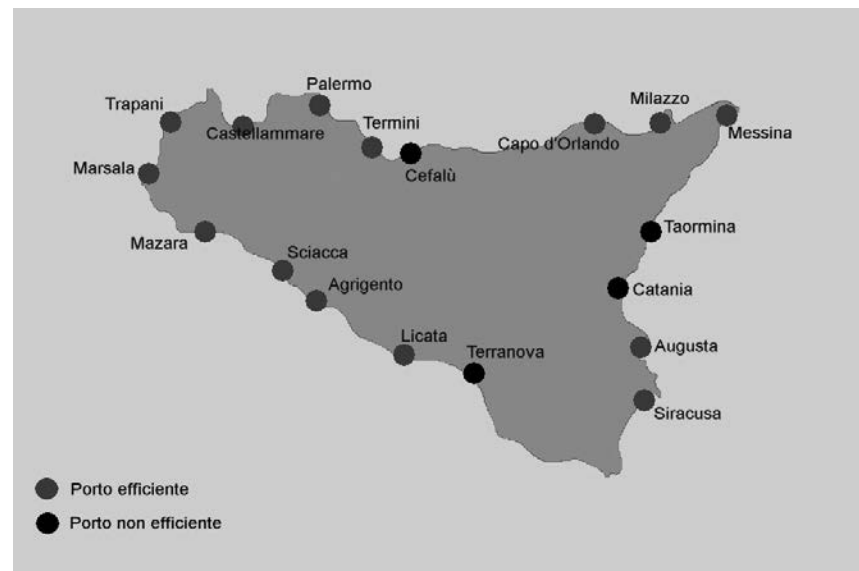 Palermo
Milazzo
Trapani
Castellammare
Termini
Capo d'Orlando
Messina
Marsala
Cefalù
Mazara
Taormina
Sciacca
Agrigento
Catania
Licata
Terranova
Augusta
Siracusa
Porto efficiente
Porto non efficiente